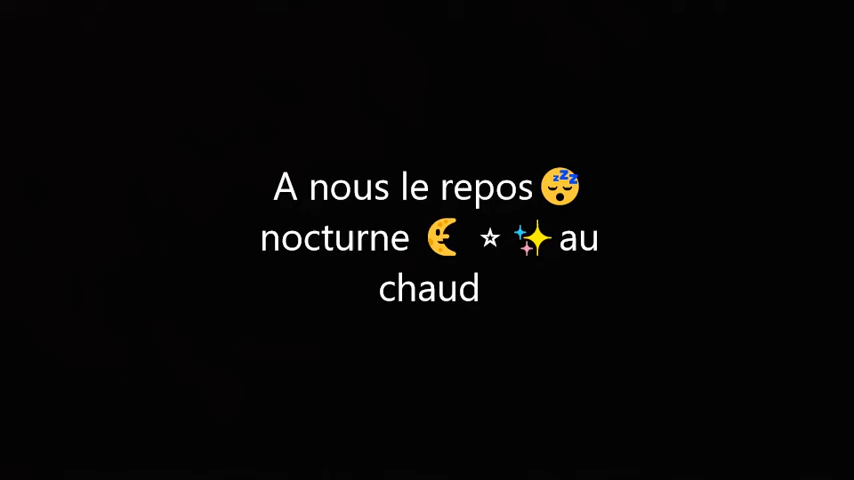 A nous le repos😴
nocturne 🌛 ⭐ ✨au
chaud